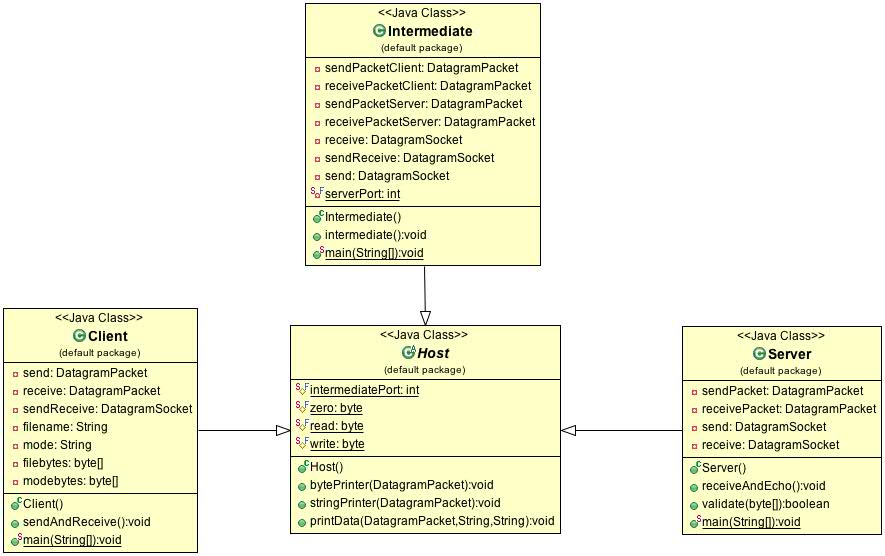 <<Java Class>>
Intermediate
(default package)
sendPacketClient: DatagramPacket
receivePacketClient: DatagramPacket
sendPacketServer: DatagramPacket
receivePacketServer: DatagramPacket
receive: DatagramSocket
sendReceive: DatagramSocket
send: DatagramSocket
serverPort: int
Intermediate()
intermediate():void
main(String[]):void
<<Java Class>>
Client
(default package)
send: DatagramPacket
receive: DatagramPacket
sendReceive: DatagramSocket
filename: String
mode: String
filebytes: byte[]
modebytes: byte[]
Client()
sendAndReceive():void
main(String[]):void
<<Java Class>>
Host
(default package)
intermediatePort: int
zero: byte
read: byte
write: byte
Host()
bytePrinter(DatagramPacket):void
stringPrinter(DatagramPacket):void
printData(DatagramPacket,String,String):void
<<Java Class>>
Server
(default package)
sendPacket: DatagramPacket
receivePacket: DatagramPacket
send: DatagramSocket
receive: DatagramSocket
Server()
receiveAndEcho():void
validate(byte[]):boolean
main(String[]):void